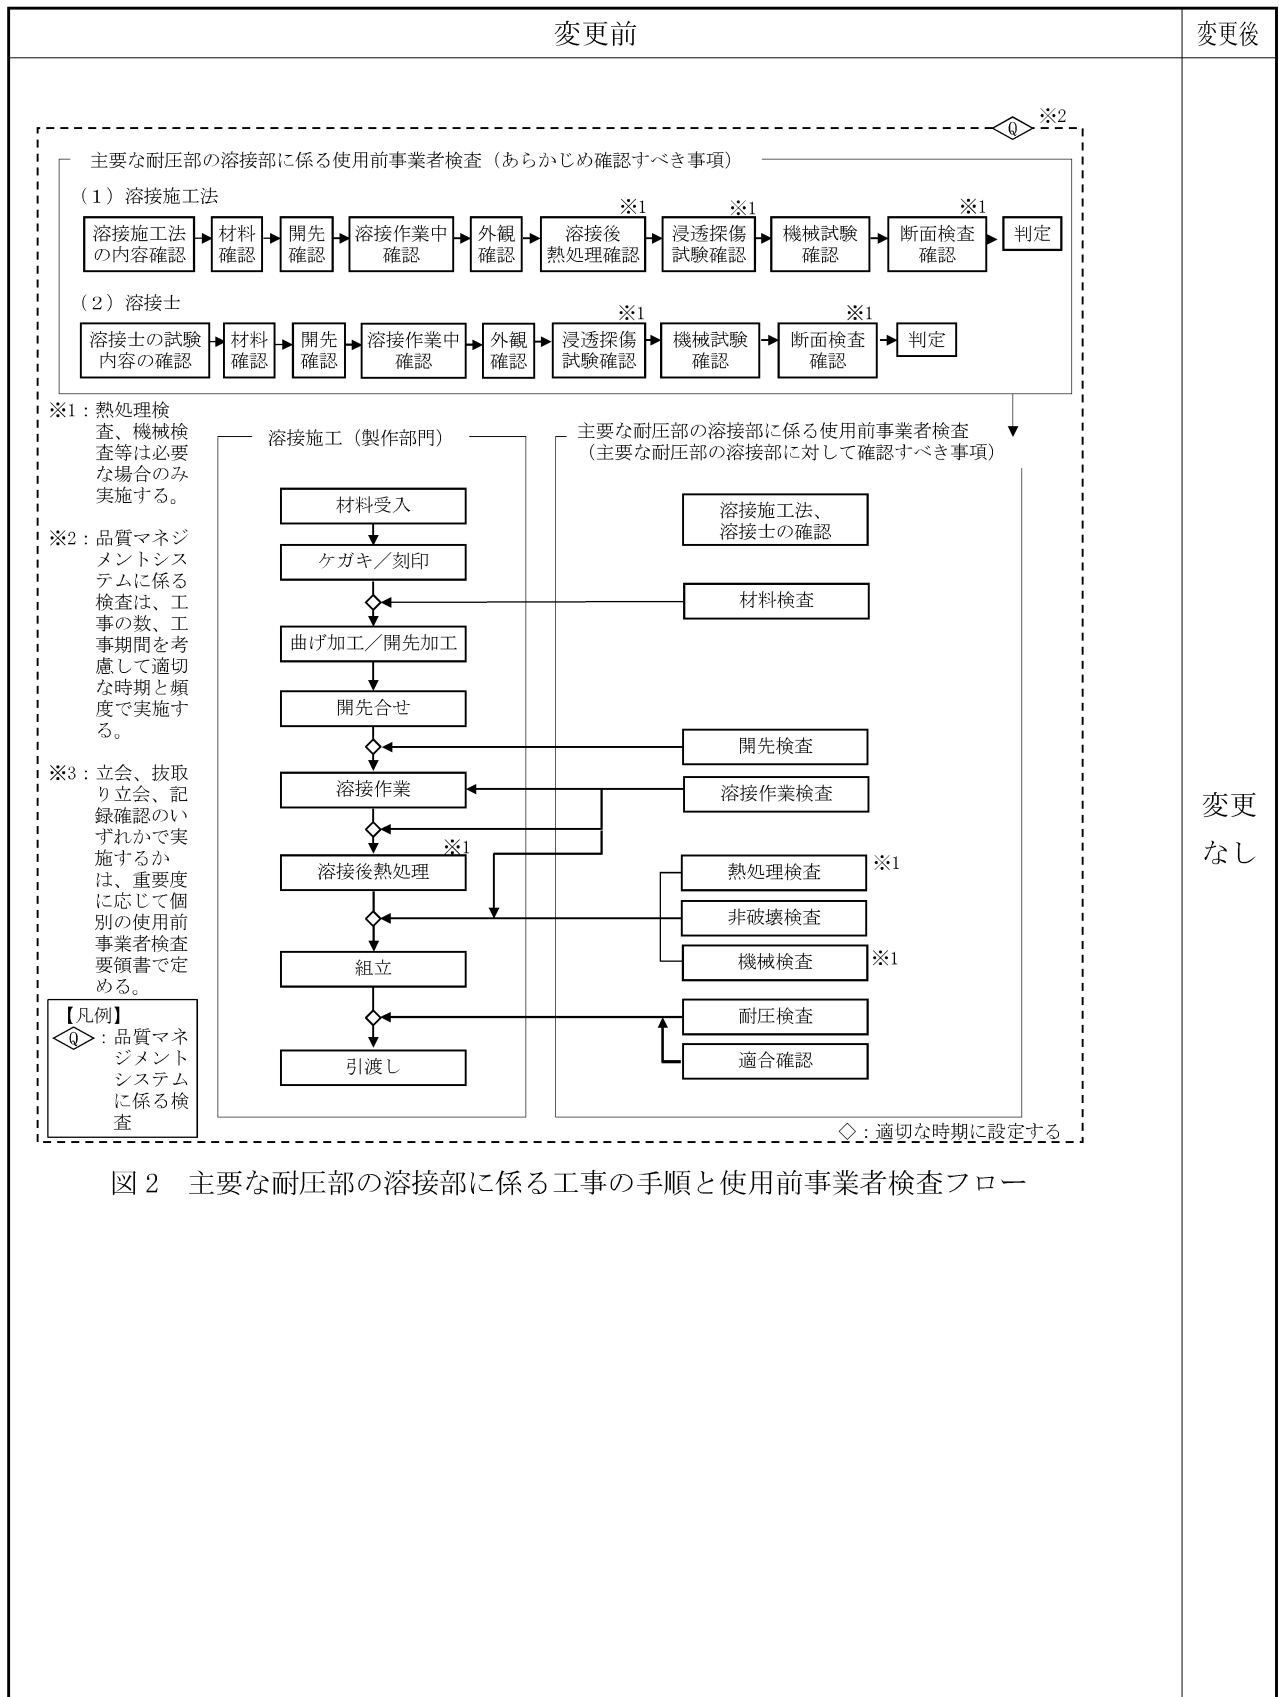 変更前
変更後
Q
※2
主要な耐圧部の溶接部に係る使用前事業者検査（あらかじめ確認すべき事項）
（1）溶接施工法
※1
※1
※1
溶接施工法
の内容確認
材料
確認
開先
確認
溶接作業中
確認
外観
確認
溶接後
熱処理確認
浸透探傷
試験確認
機械試験
確認
断面検査
確認
判定
（2）溶接士
※1
※1
溶接士の試験
内容の確認
材料
確認
開先
確認
溶接作業中
確認
外観
確認
浸透探傷
試験確認
機械試験
確認
断面検査
確認
判定
※1：熱処理検
査、機械検
査等は必要
な場合のみ
実施する。
※2：品質マネジ
メントシス
テムに係る
検査は、工
事の数、工
事期間を考
慮して適切
な時期と頻
度で実施す
る。
※3：立会、抜取
り立会、記
録確認のい
ずれかで実
施するか
は、重要度
に応じて個
別の使用前
事業者検査
要領書で定
める。
【凡例】
Q：品質マネ
ジメント
システム
に係る検
査
溶接施工（製作部門）
材料受入
ケガキ／刻印
曲げ加工／開先加工
開先合せ
溶接作業
※1
溶接後熱処理
組立
引渡し
主要な耐圧部の溶接部に係る使用前事業者検査
（主要な耐圧部の溶接部に対して確認すべき事項）
溶接施工法、
溶接士の確認
材料検査
開先検査
溶接作業検査
熱処理検査
※1
非破壊検査
機械検査
※1
耐圧検査
適合確認
◇：適切な時期に設定する
図2　主要な耐圧部の溶接部に係る工事の手順と使用前事業者検査フロー
変更
なし